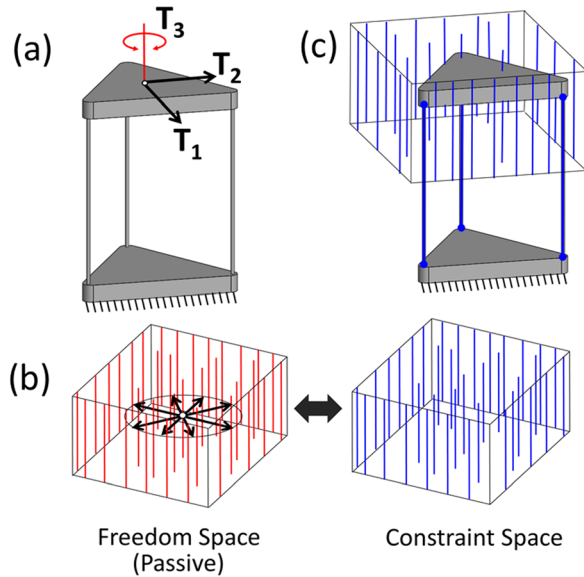 (a)
T3
T2
T1
(c)
(b)
Freedom Space
(Passive)
Constraint Space